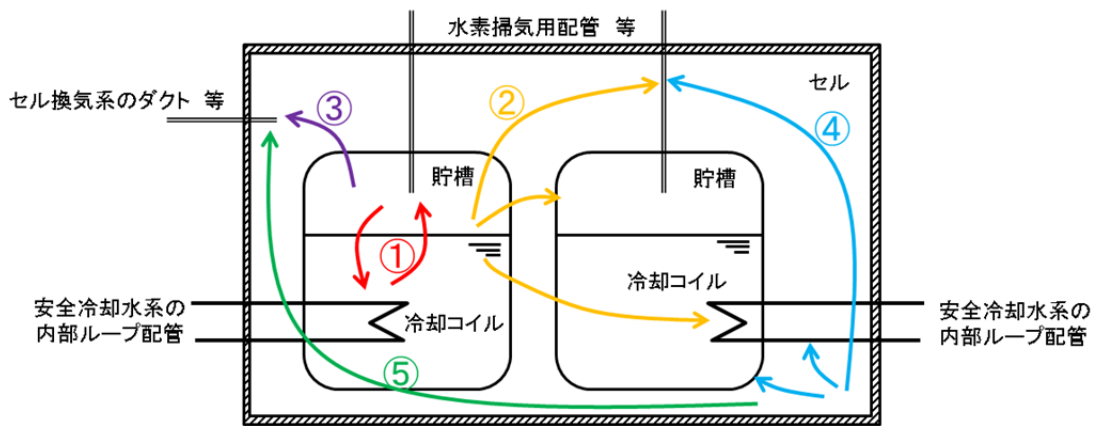 水素掃気用配管 等
セル換気系のダクト 等
セル
③
②
④
貯槽
貯槽
①
冷却コイル
安全冷却水系の
内部ループ配管
冷却コイル
安全冷却水系の
内部ループ配管
⑤